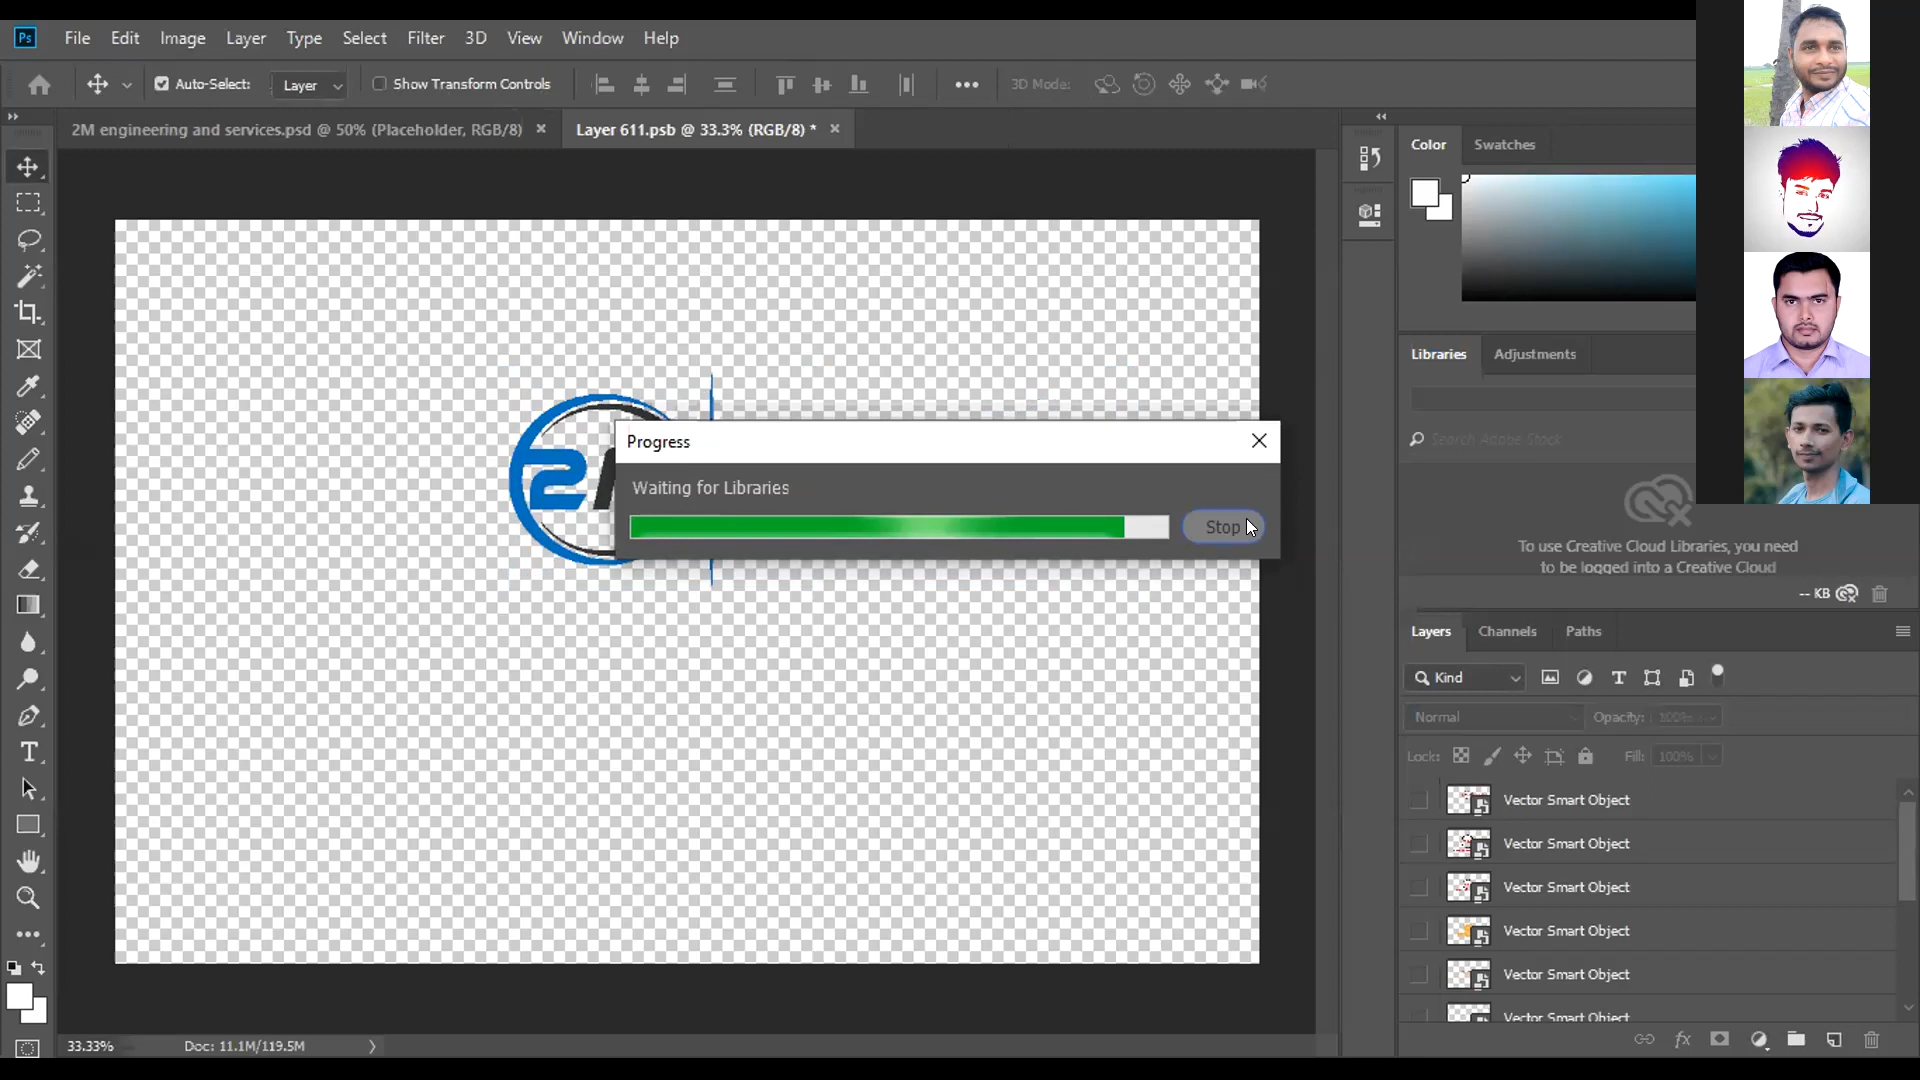 Ps File Edit Image Layer Type Select Filter 3D View Window Help
Auto-Select: Layer Show Transform Controls 3D Mode:
2M engineering and services.psd @ 50% (Placeholder, RGB/8) Layer 611.psb @ 33.3% (RGB/8) *
Color Swatches
Libraries Adjustments
Search Adobe Stock
2
Progress
Waiting for Libraries
Stop
To use Creative Cloud Libraries, you need
to be logged into a Creative Cloud
-- KB
Layers Channels Paths
Kind
Normal Opacity: 100%
Lock: Fill: 100%
Vector Smart Object
Vector Smart Object
Vector Smart Object
Vector Smart Object
Vector Smart Object
Vector Smart Object
33.33% Doc: 11.1M/119.5M
fx